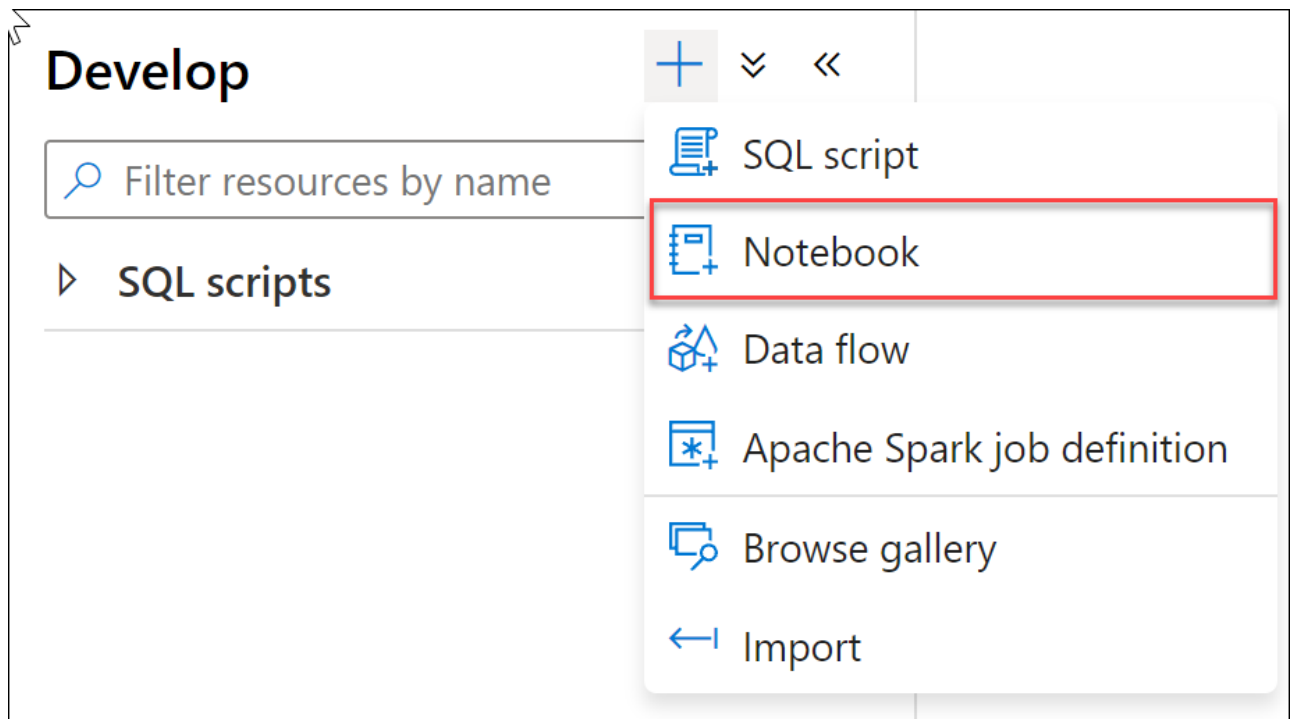 Develop
Filter resources by name
SQL scripts
SQL script
Notebook
Data flow
Apache Spark job definition
Browse gallery
Import